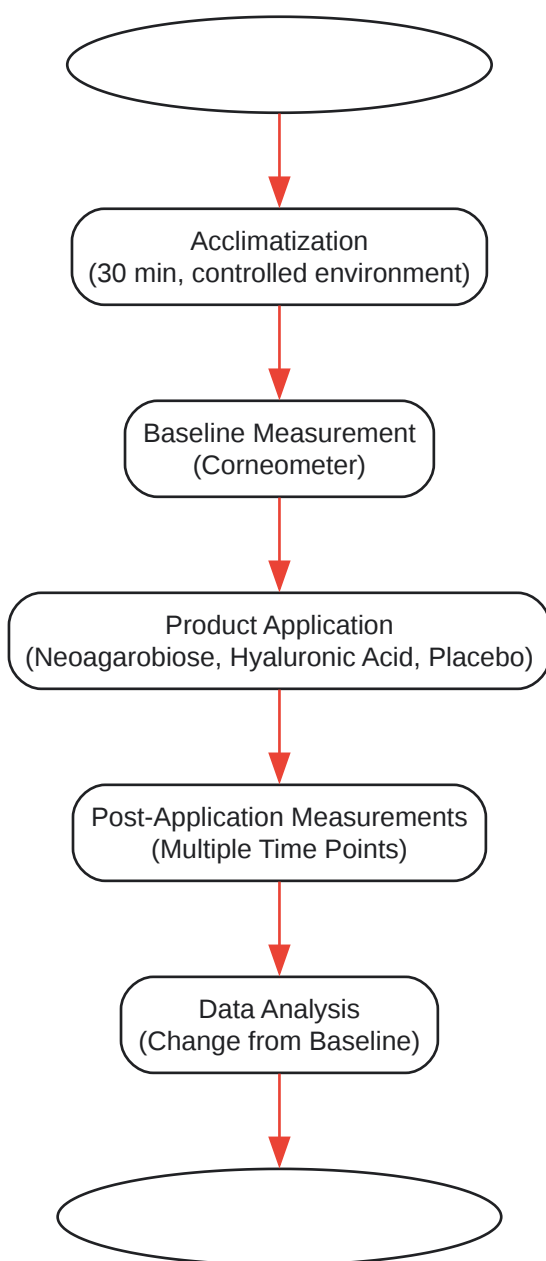 Acclimatization
(30 min, controlled environment)
Baseline Measurement
(Corneometer)
Product Application
(Neoagarobiose, Hyaluronic Acid, Placebo)
Post-Application Measurements
(Multiple Time Points)
Data Analysis
(Change from Baseline)